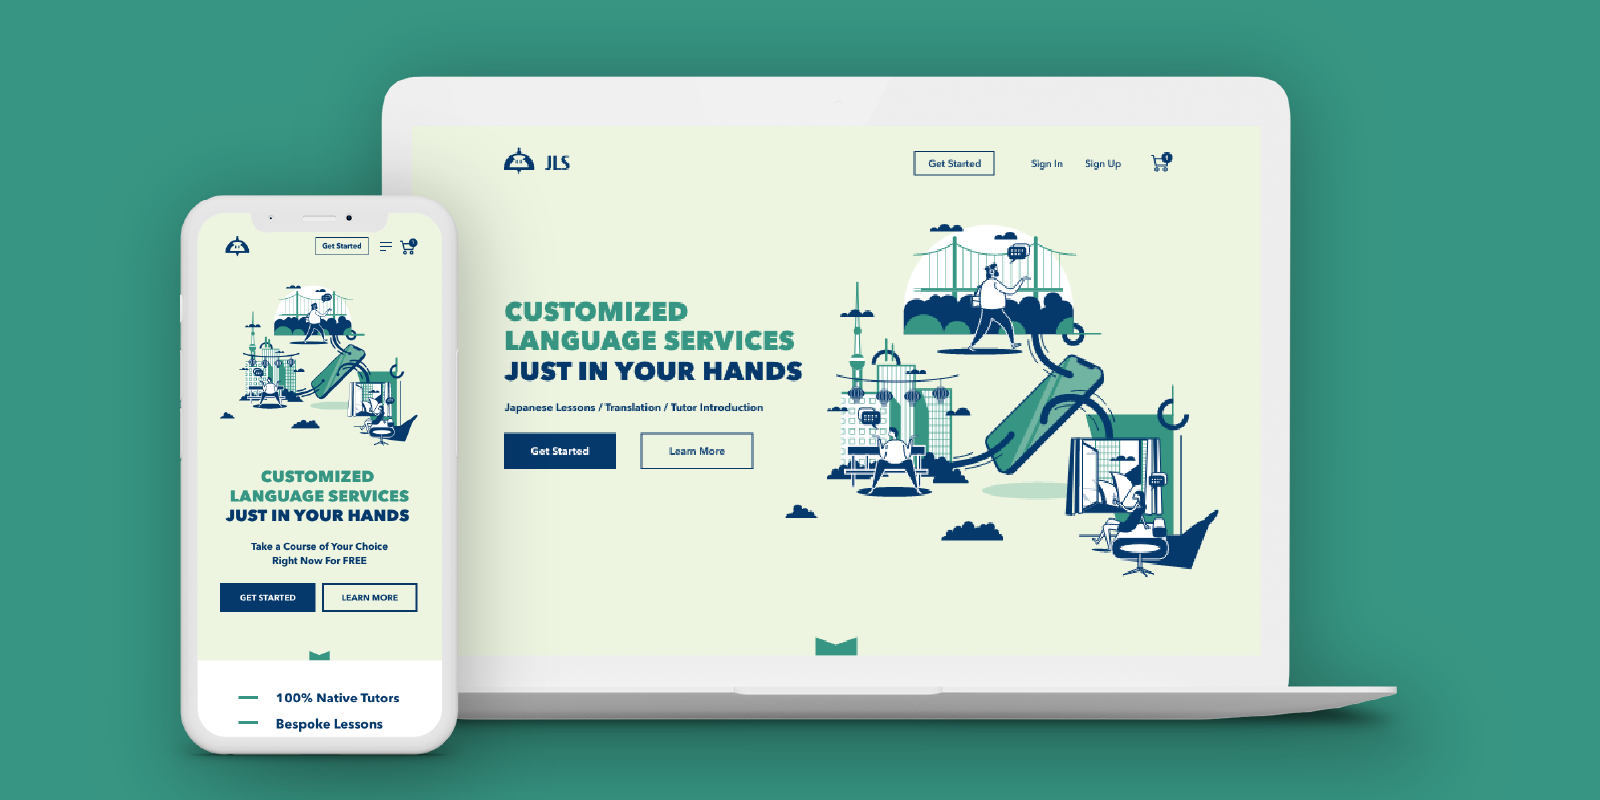 JLS
Get Started
Sign In
Sign Up
CUSTOMIZED
LANGUAGE SERVICES
JUST IN YOUR HANDS
Japanese Lessons / Translation / Tutor Introduction
Get Started
Learn More
Get Started
CUSTOMIZED
LANGUAGE SERVICES
JUST IN YOUR HANDS
Take a Course of Your Choice
Right Now For FREE
GET STARTED
LEARN MORE
100% Native Tutors
Bespoke Lessons